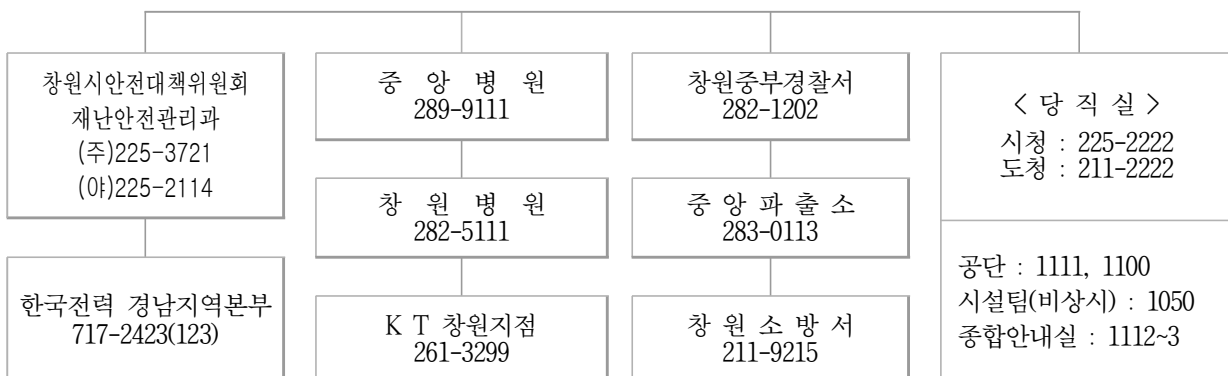 창원시안전대책위원회
재난안전관리과
(주)225-3721
(야)225-2114
한국전력 경남지역본부
717-2423(123)
중 앙 병 원
289-9111
창 원 병 원
282-5111
K T 창원지점
261-3299
창원중부경찰서
282-1202
중 앙 파 출 소
283-0113
창 원 소 방 서
211-9215
< 당 직 실 >
시청 : 225-2222
도청 : 211-2222
공단 : 1111, 1100
시설팀(비상시) : 1050
종합안내실 : 1112~3